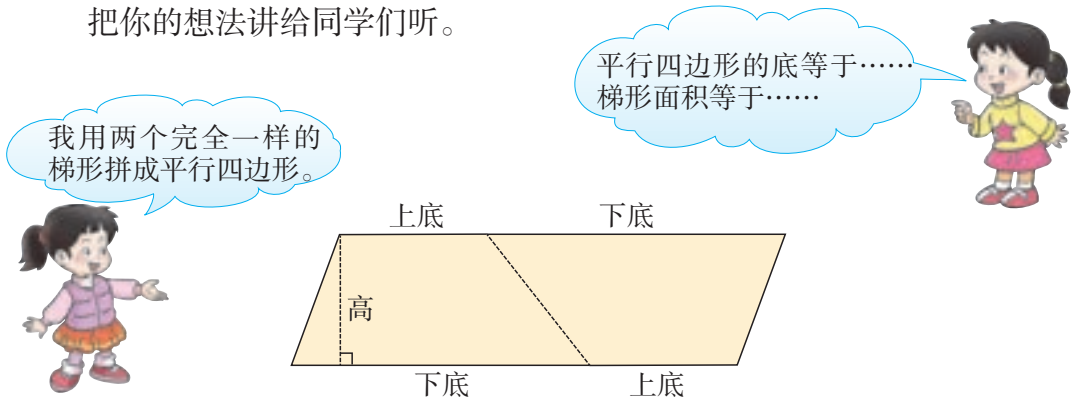 把你的想法讲给同学们听。
平行四边形的底等于……
梯形面积等于……
我用两个完全一样的
梯形拼成平行四边形。
上底 下底
高
下底 上底